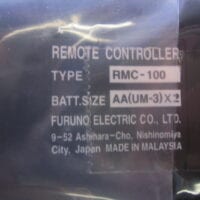 REMOTE CONTROLLER
TYPE RMC-100
BATT.SIZE AA(UM-3)X2
FURUNO ELECTRIC CO., LTD.
9-52 Ashihara-Cho, Nishinomiya
City, Japan MADE IN MALAYSIA